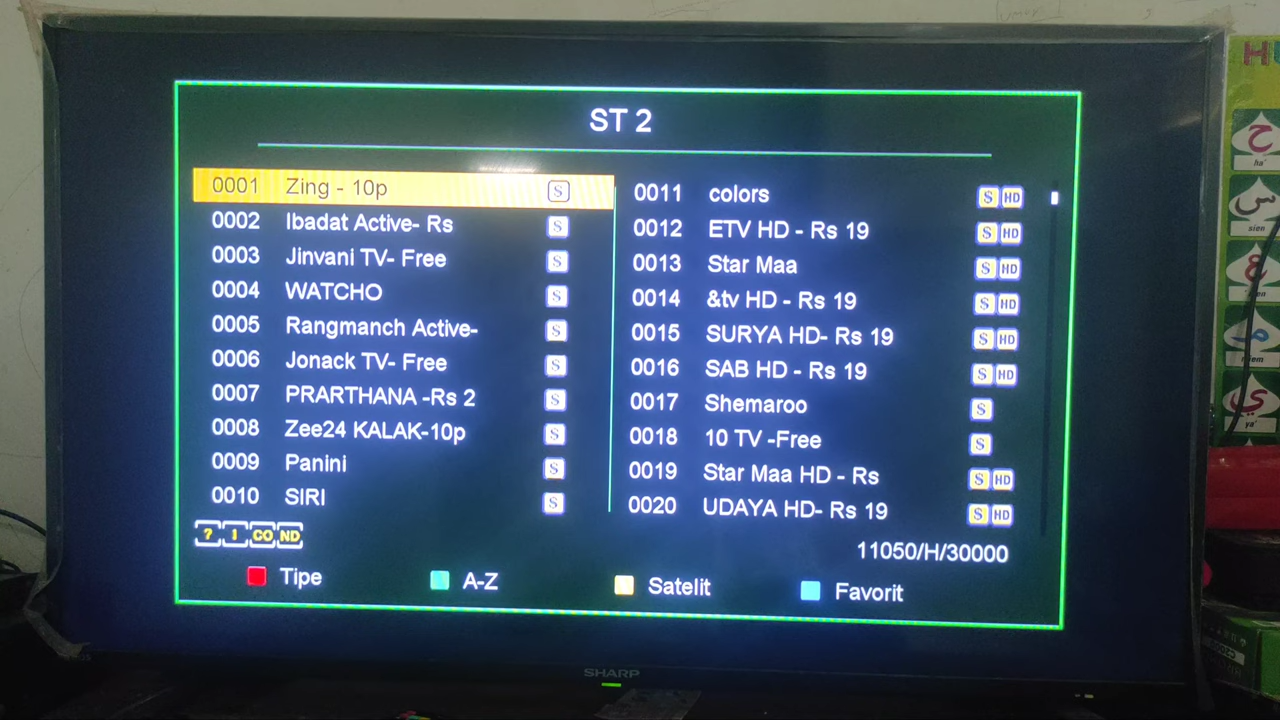 ST 2
0001 Zing - 10p S
0002 Ibadat Active- Rs S
0003 Jinvani TV- Free S
0004 WATCHO S
0005 Rangmanch Active- S
0006 Jonack TV- Free S
0007 PRARTHANA -Rs 2 S
0008 Zee24 KALAK-10p S
0009 Panini S
0010 SIRI S
0011 colors S HD
0012 ETV HD - Rs 19 S HD
0013 Star Maa S HD
0014 &tv HD - Rs 19 S HD
0015 SURYA HD- Rs 19 S HD
0016 SAB HD - Rs 19 S HD
0017 Shemaroo S
0018 10 TV -Free S
0019 Star Maa HD - Rs S HD
0020 UDAYA HD- Rs 19 S HD
? I CO ND
11050/H/30000
Tipe A-Z Satelit Favorit
SHARP
H
ح
ha'
س
sien
ع
م
ي
ya'